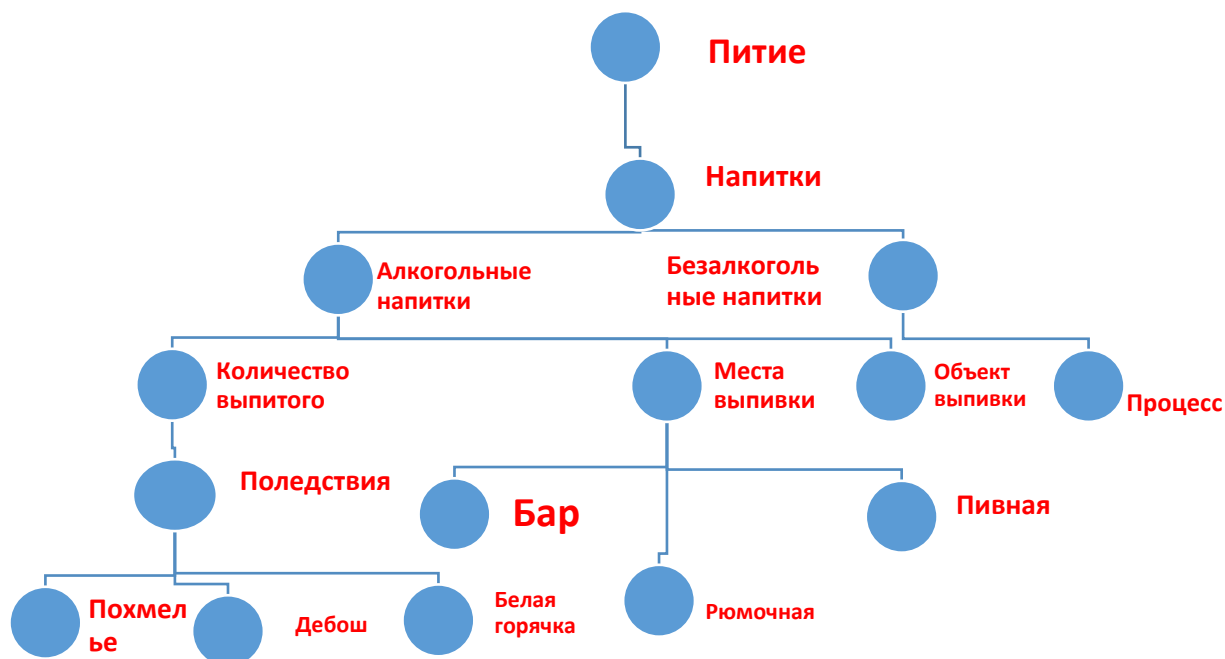 Питие
Напитки
Алкогольные
напитки
Безалкоголь
ные напитки
Количество
выпитого
Места
выпивки
Объект
выпивки
Процесс
Поледствия
Бар
Пивная
Похмел
ье
Дебош
Белая
горячка
Рюмочная